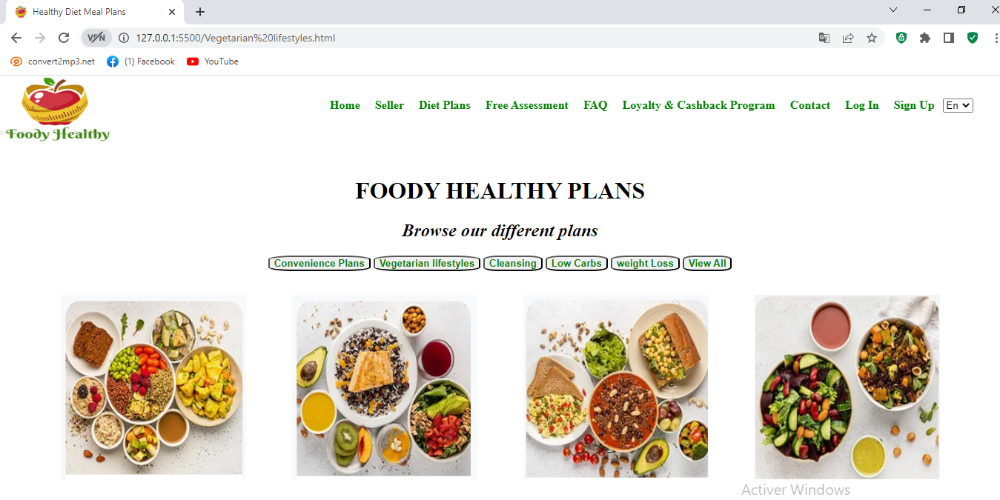 Healthy Diet Meal Plans
VPN
127.0.0.1:5500/Vegetarian%20lifestyles.html
convert2mp3.net (1) Facebook YouTube
Foody Healthy
Home Seller Diet Plans Free Assessment FAQ Loyalty & Cashback Program Contact Log In Sign Up En
FOODY HEALTHY PLANS
Browse our different plans
Convenience Plans Vegetarian lifestyles Cleansing Low Carbs weight Loss View All
Activer Windows